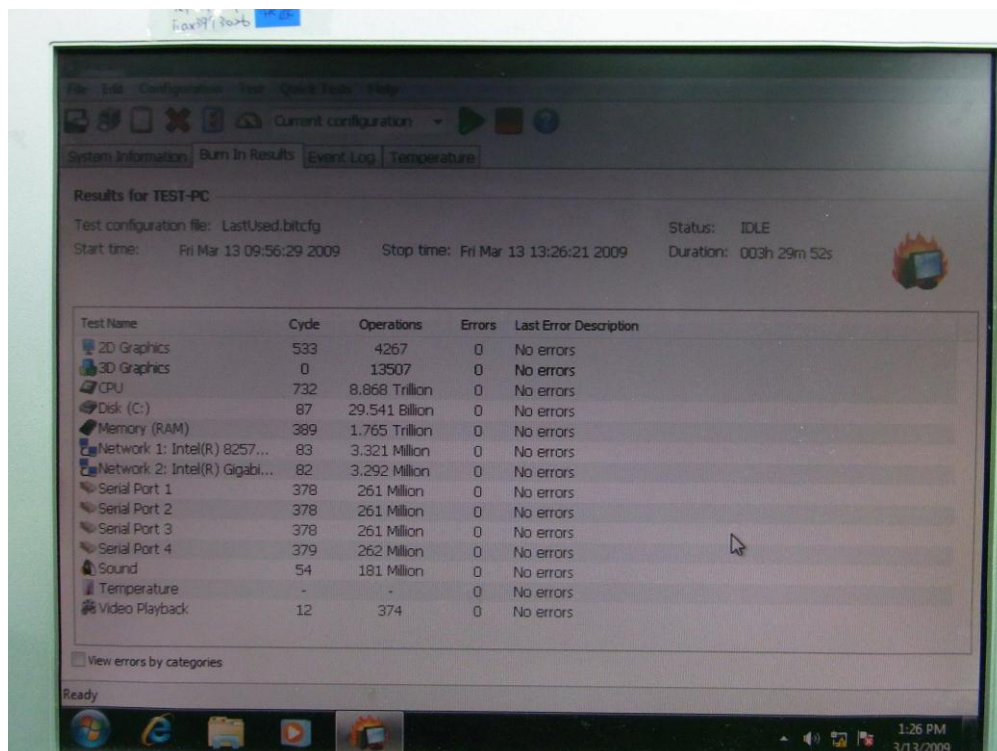 Fax3913026
File Edit Configuration Test Quick Tests Help
Current configuration
System Information Burn In Results Event Log Temperature
Results for TEST-PC
Test configuration file: LastUsed.bitcfg Status: IDLE
Start time: Fri Mar 13 09:56:29 2009 Stop time: Fri Mar 13 13:26:21 2009 Duration: 003h 29m 52s
Test Name Cycle Operations Errors Last Error Description
2D Graphics 533 4267 0 No errors
3D Graphics 0 13507 0 No errors
CPU 732 8.868 Trillion 0 No errors
Disk (C:) 87 29.541 Billion 0 No errors
Memory (RAM) 389 1.765 Trillion 0 No errors
Network 1: Intel(R) 8257... 83 3.321 Million 0 No errors
Network 2: Intel(R) Gigabi... 82 3.292 Million 0 No errors
Serial Port 1 378 261 Million 0 No errors
Serial Port 2 378 261 Million 0 No errors
Serial Port 3 378 261 Million 0 No errors
Serial Port 4 379 262 Million 0 No errors
Sound 54 181 Million 0 No errors
Temperature - - 0 No errors
Video Playback 12 374 0 No errors
View errors by categories
Ready
1:26 PM
3/13/2009